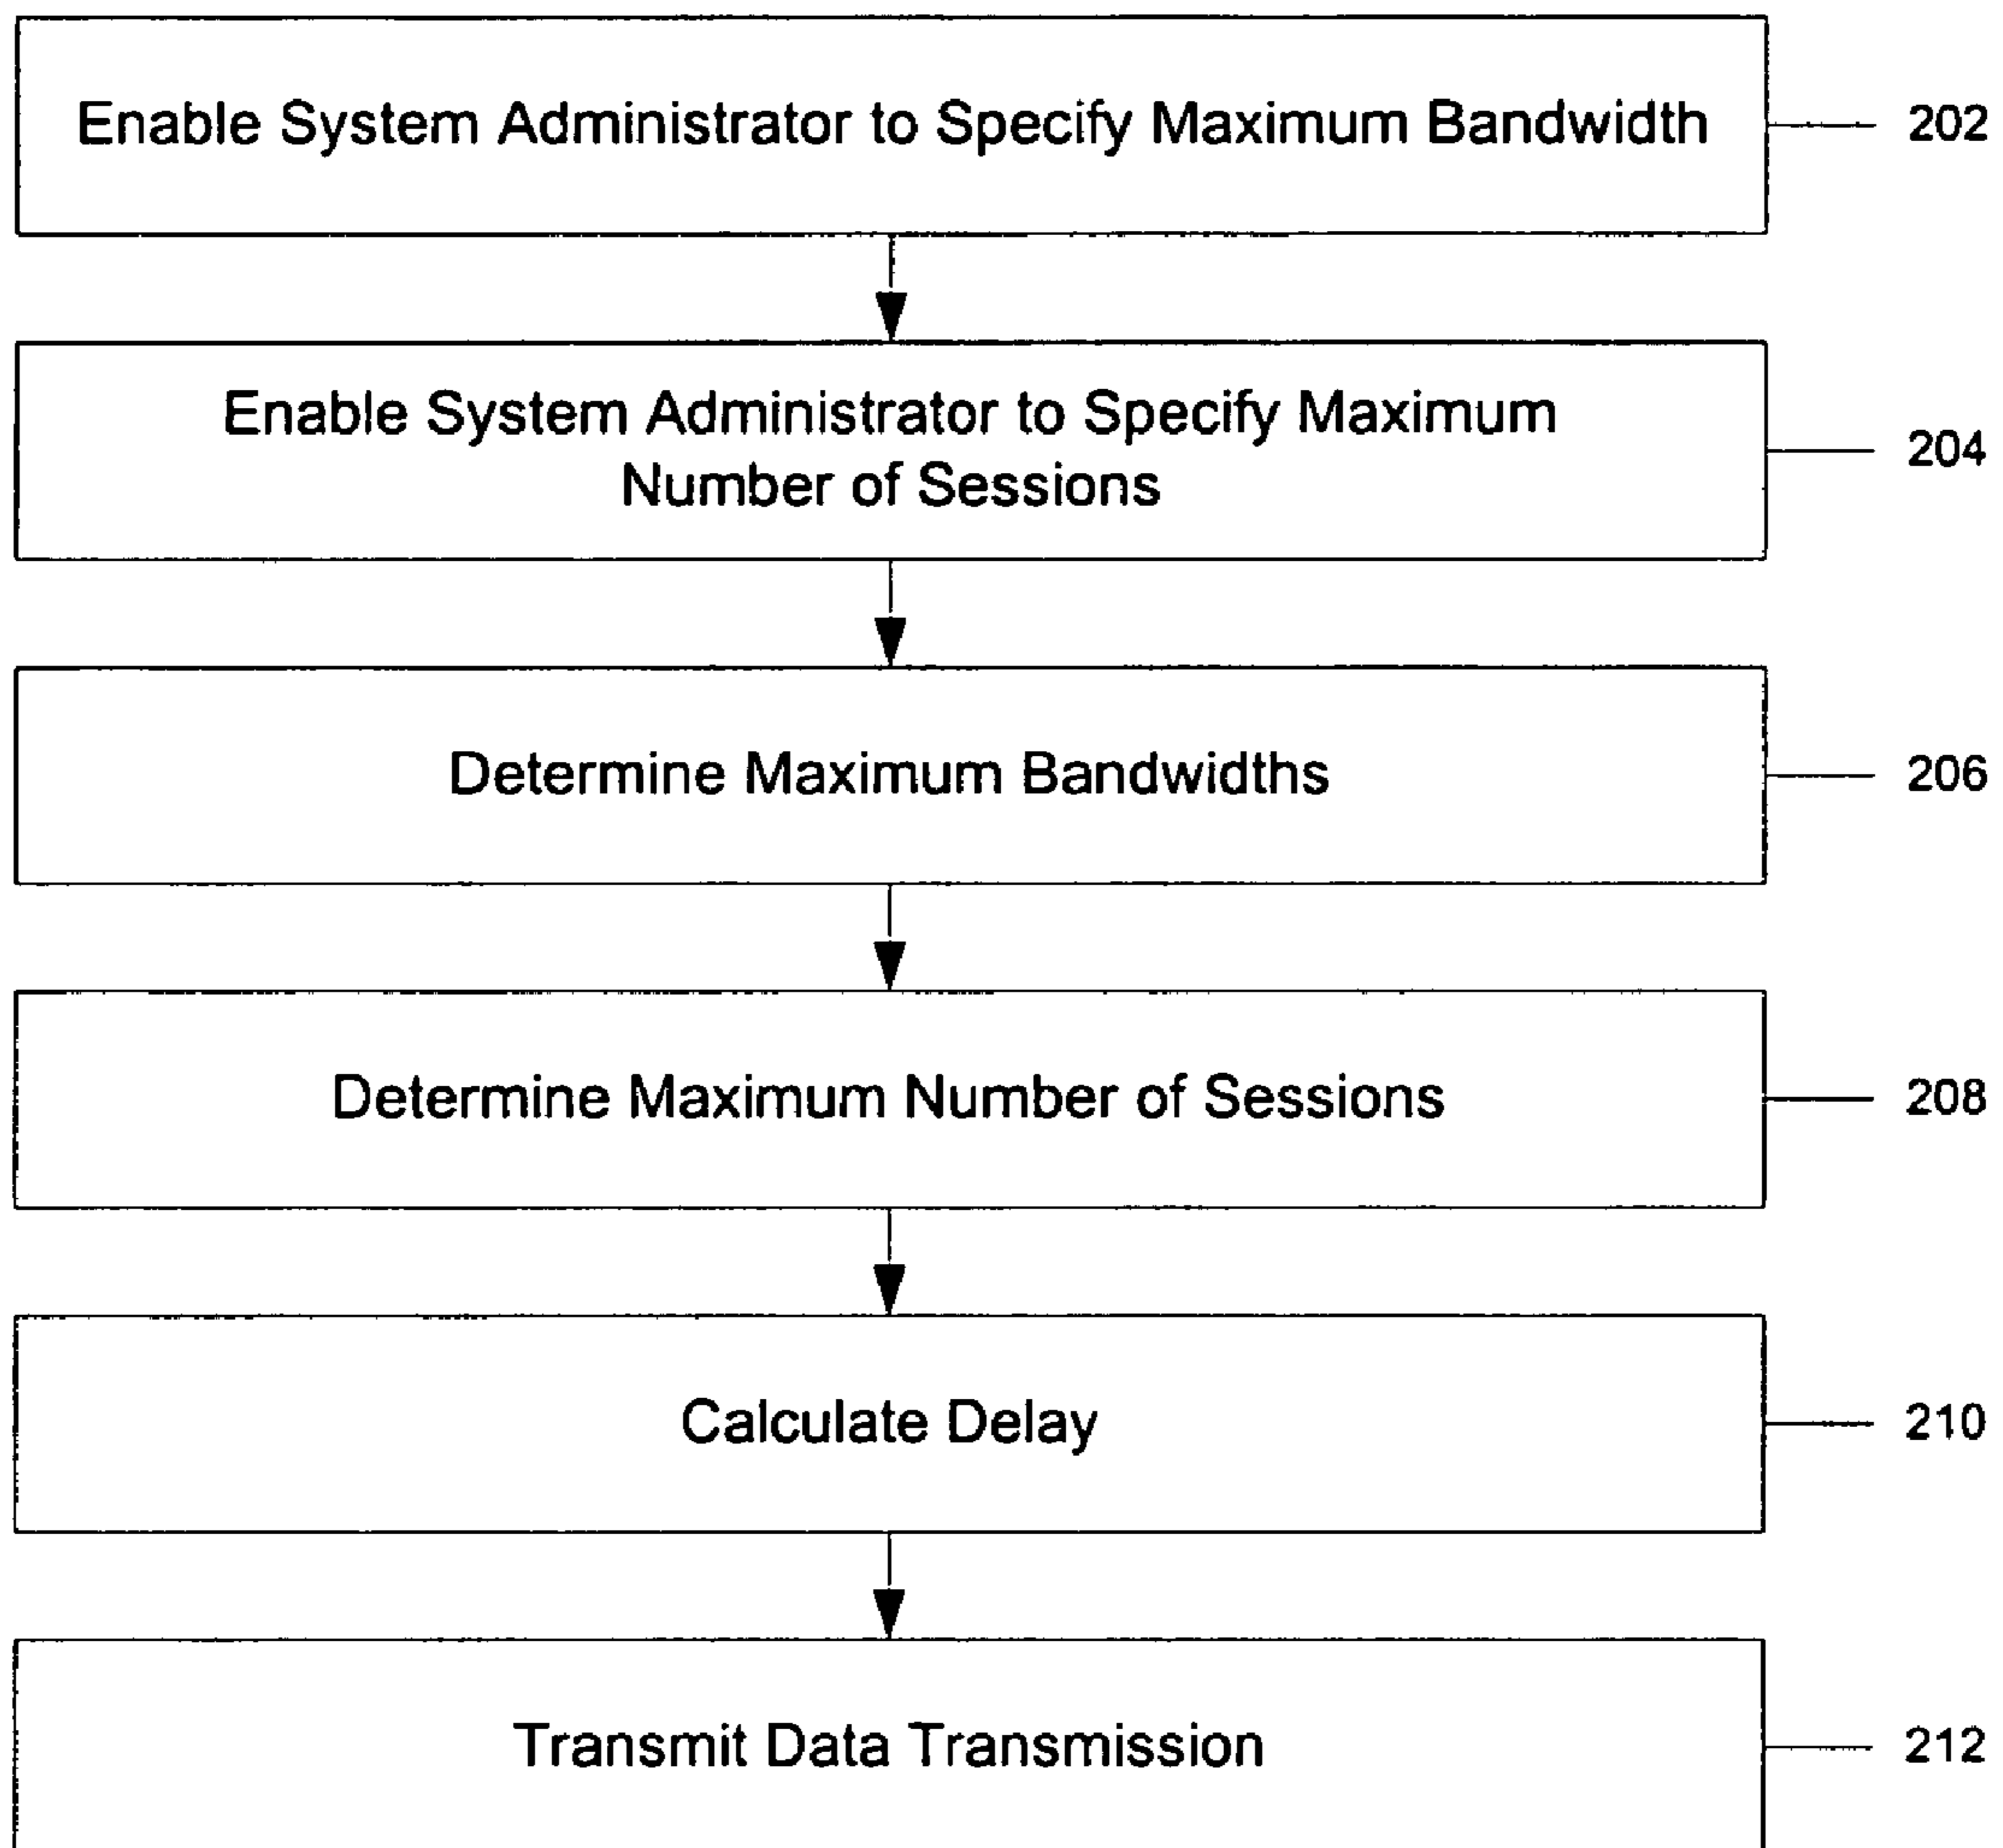 Enable System Administrator to Specify Maximum Bandwidth
202
Enable System Administrator to Specify Maximum
Number of Sessions
204
Determine Maximum Bandwidths
206
Determine Maximum Number of Sessions
208
Calculate Delay
210
Transmit Data Transmission
212